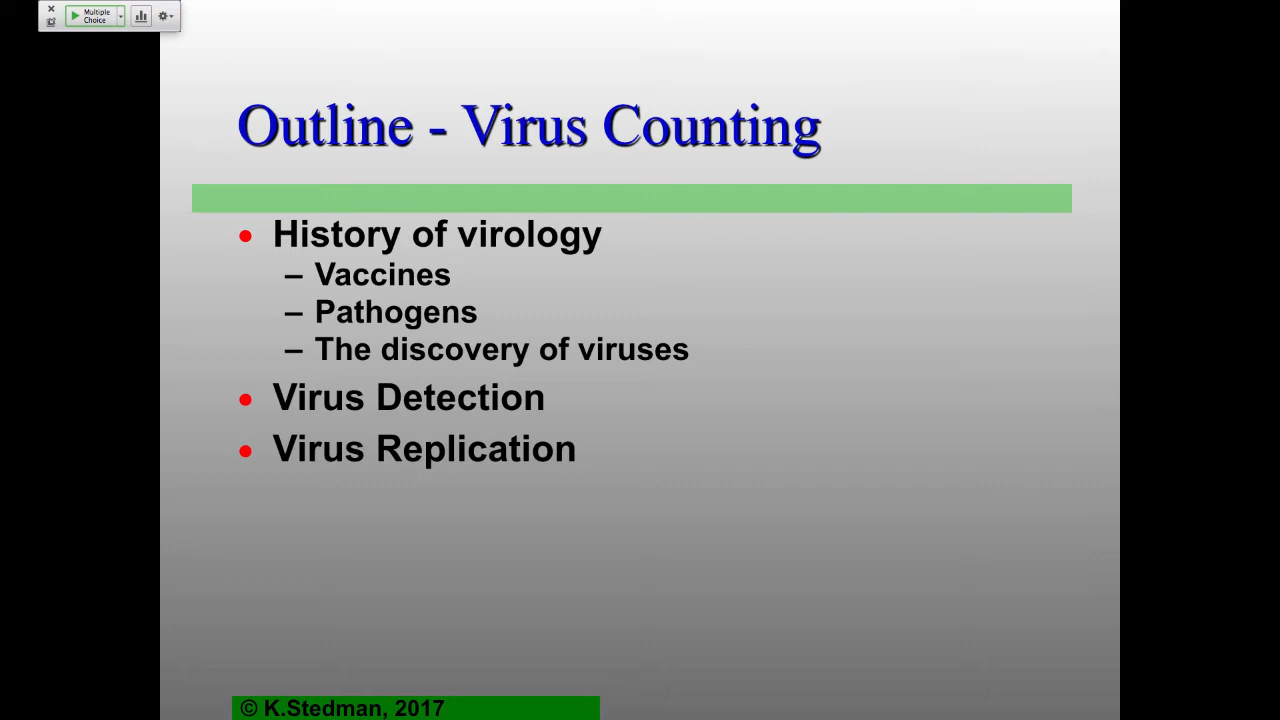 Multiple
Choice
Outline - Virus Counting
• History of virology
– Vaccines
– Pathogens
– The discovery of viruses
• Virus Detection
• Virus Replication
© K.Stedman, 2017